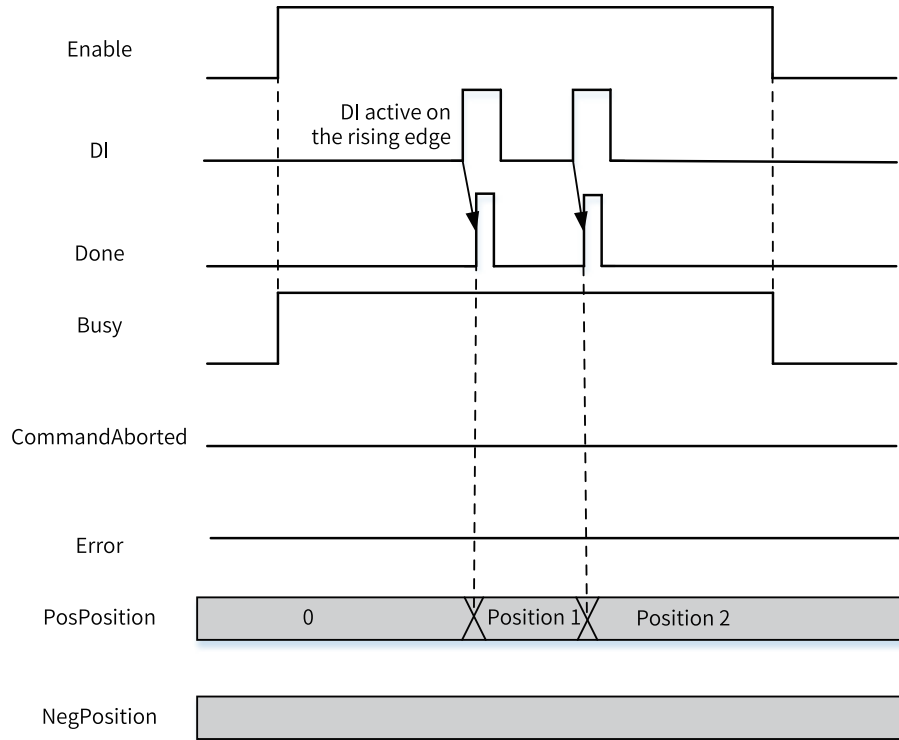 Enable
DI active on
the rising edge
DI
Done
Busy
CommandAborted
Error
PosPosition
0
Position 1
Position 2
NegPosition